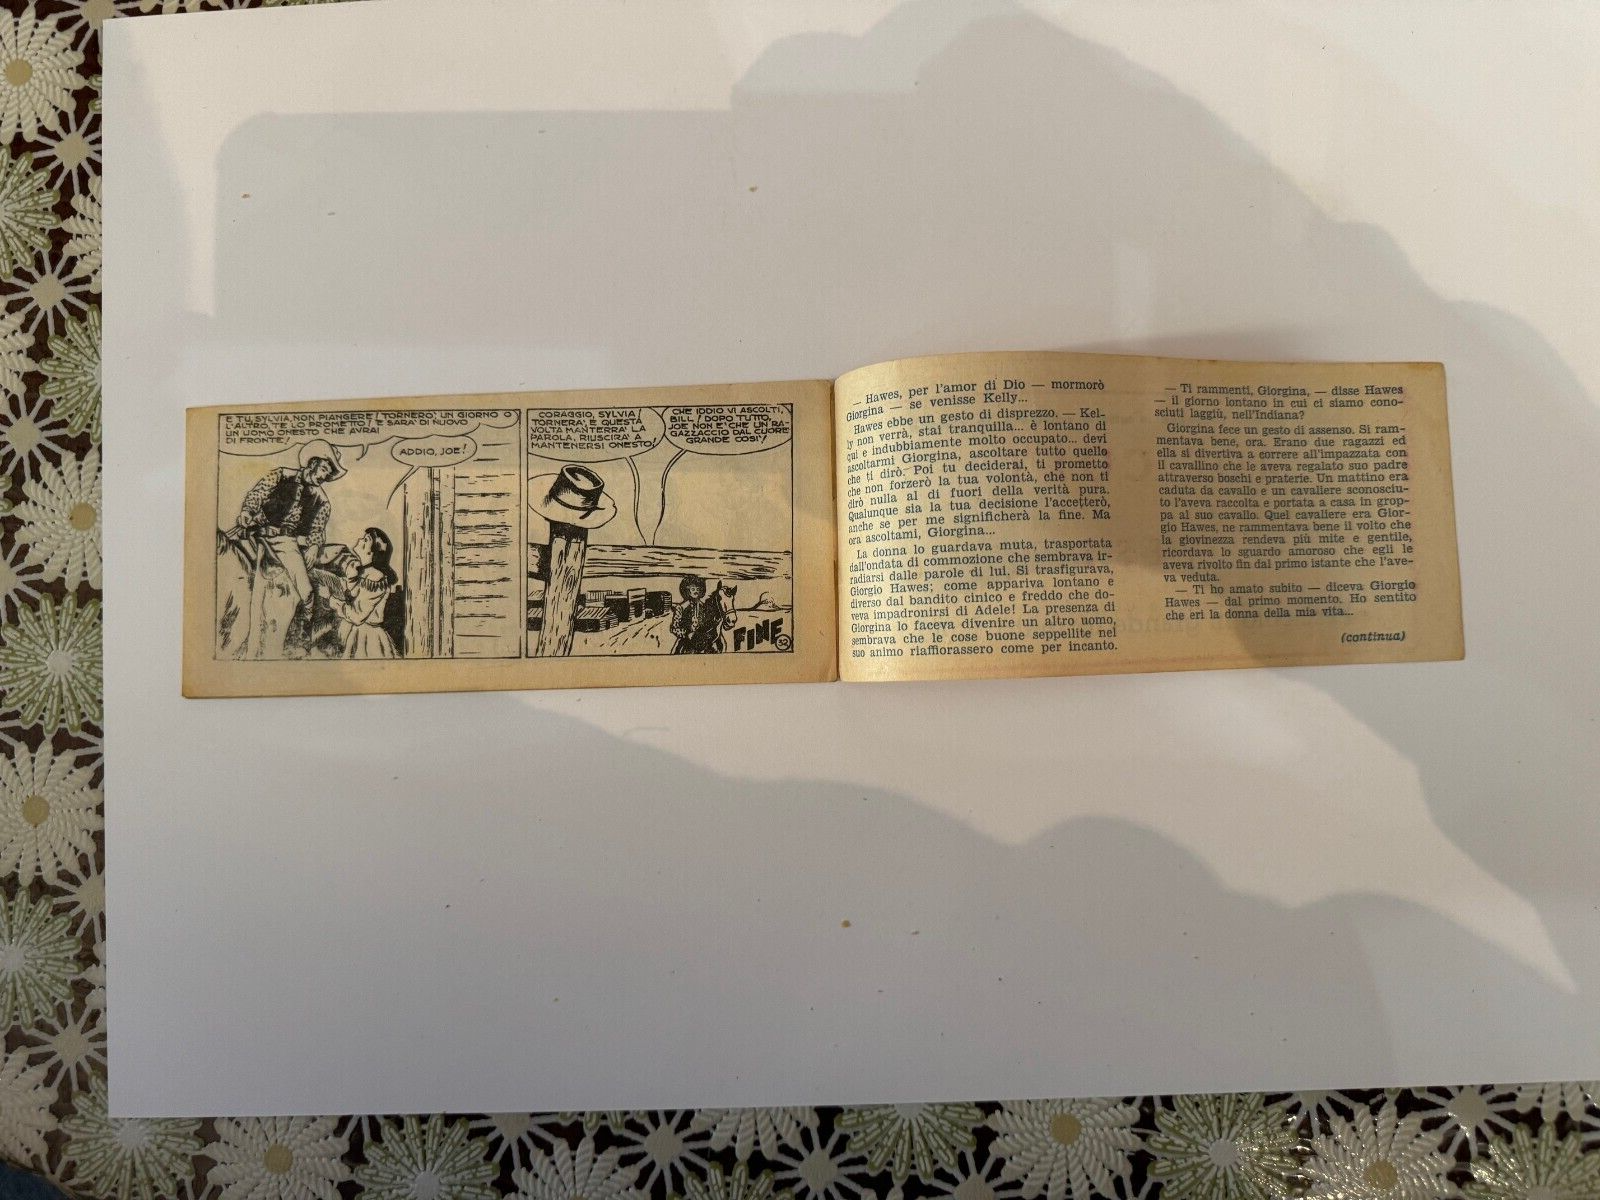 E TU, SYLVIA, NON PIANGERE! TORNERO', UN GIORNO O
L'ALTRO, TE LO PROMETTO! E SARA' DI NUOVO
UN UOMO ONESTO CHE AVRAI
DI FRONTE!
ADDIO, JOE!
CORAGGIO, SYLVIA!
TORNERA', E QUESTA
VOLTA MANTERRA' LA
PAROLA, RIUSCIRA' A
MANTENERSI ONESTO!
CHE IDDIO VI ASCOLTI,
BILL! DOPO TUTTO,
JOE NON E' CHE UN RA-
GAZZACCIO DAL CUORE
GRANDE COSI'!
FINE
32
— Hawes, per l'amor di Dio — mormorò
Giorgina — se venisse Kelly...
Hawes ebbe un gesto di disprezzo. — Kel-
ly non verrà, stai tranquilla... è lontano di
qui e indubbiamente molto occupato... devi
ascoltarmi Giorgina, ascoltare tutto quello
che ti dirò. Poi tu deciderai, ti prometto
che non forzerò la tua volontà, che non ti
dirò nulla al di fuori della verità pura.
Qualunque sia la tua decisione l'accetterò,
anche se per me significherà la fine. Ma
ora ascoltami, Giorgina...
La donna lo guardava muta, trasportata
dall'ondata di commozione che sembrava ir-
radiarsi dalle parole di lui. Si trasfigurava,
Giorgio Hawes; come appariva lontano e
diverso dal bandito cinico e freddo che do-
veva impadronirsi di Adele! La presenza di
Giorgina lo faceva divenire un altro uomo,
sembrava che le cose buone seppellite nel
suo animo riaffiorassero come per incanto.
— Ti rammenti, Giorgina, — disse Hawes
— il giorno lontano in cui ci siamo cono-
sciuti laggiù, nell'Indiana?
Giorgina fece un gesto di assenso. Si ram-
mentava bene, ora. Erano due ragazzi ed
ella si divertiva a correre all'impazzata con
il cavallino che le aveva regalato suo padre
attraverso boschi e praterie. Un mattino era
caduta da cavallo e un cavaliere sconosciu-
to l'aveva raccolta e portata a casa in grop-
pa al suo cavallo. Quel cavaliere era Gior-
gio Hawes, ne rammentava bene il volto che
la giovinezza rendeva più mite e gentile,
ricordava lo sguardo amoroso che egli le
aveva rivolto fin dal primo istante che l'ave-
va veduta.
— Ti ho amato subito — diceva Giorgio
Hawes — dal primo momento. Ho sentito
che eri la donna della mia vita...
(continua)